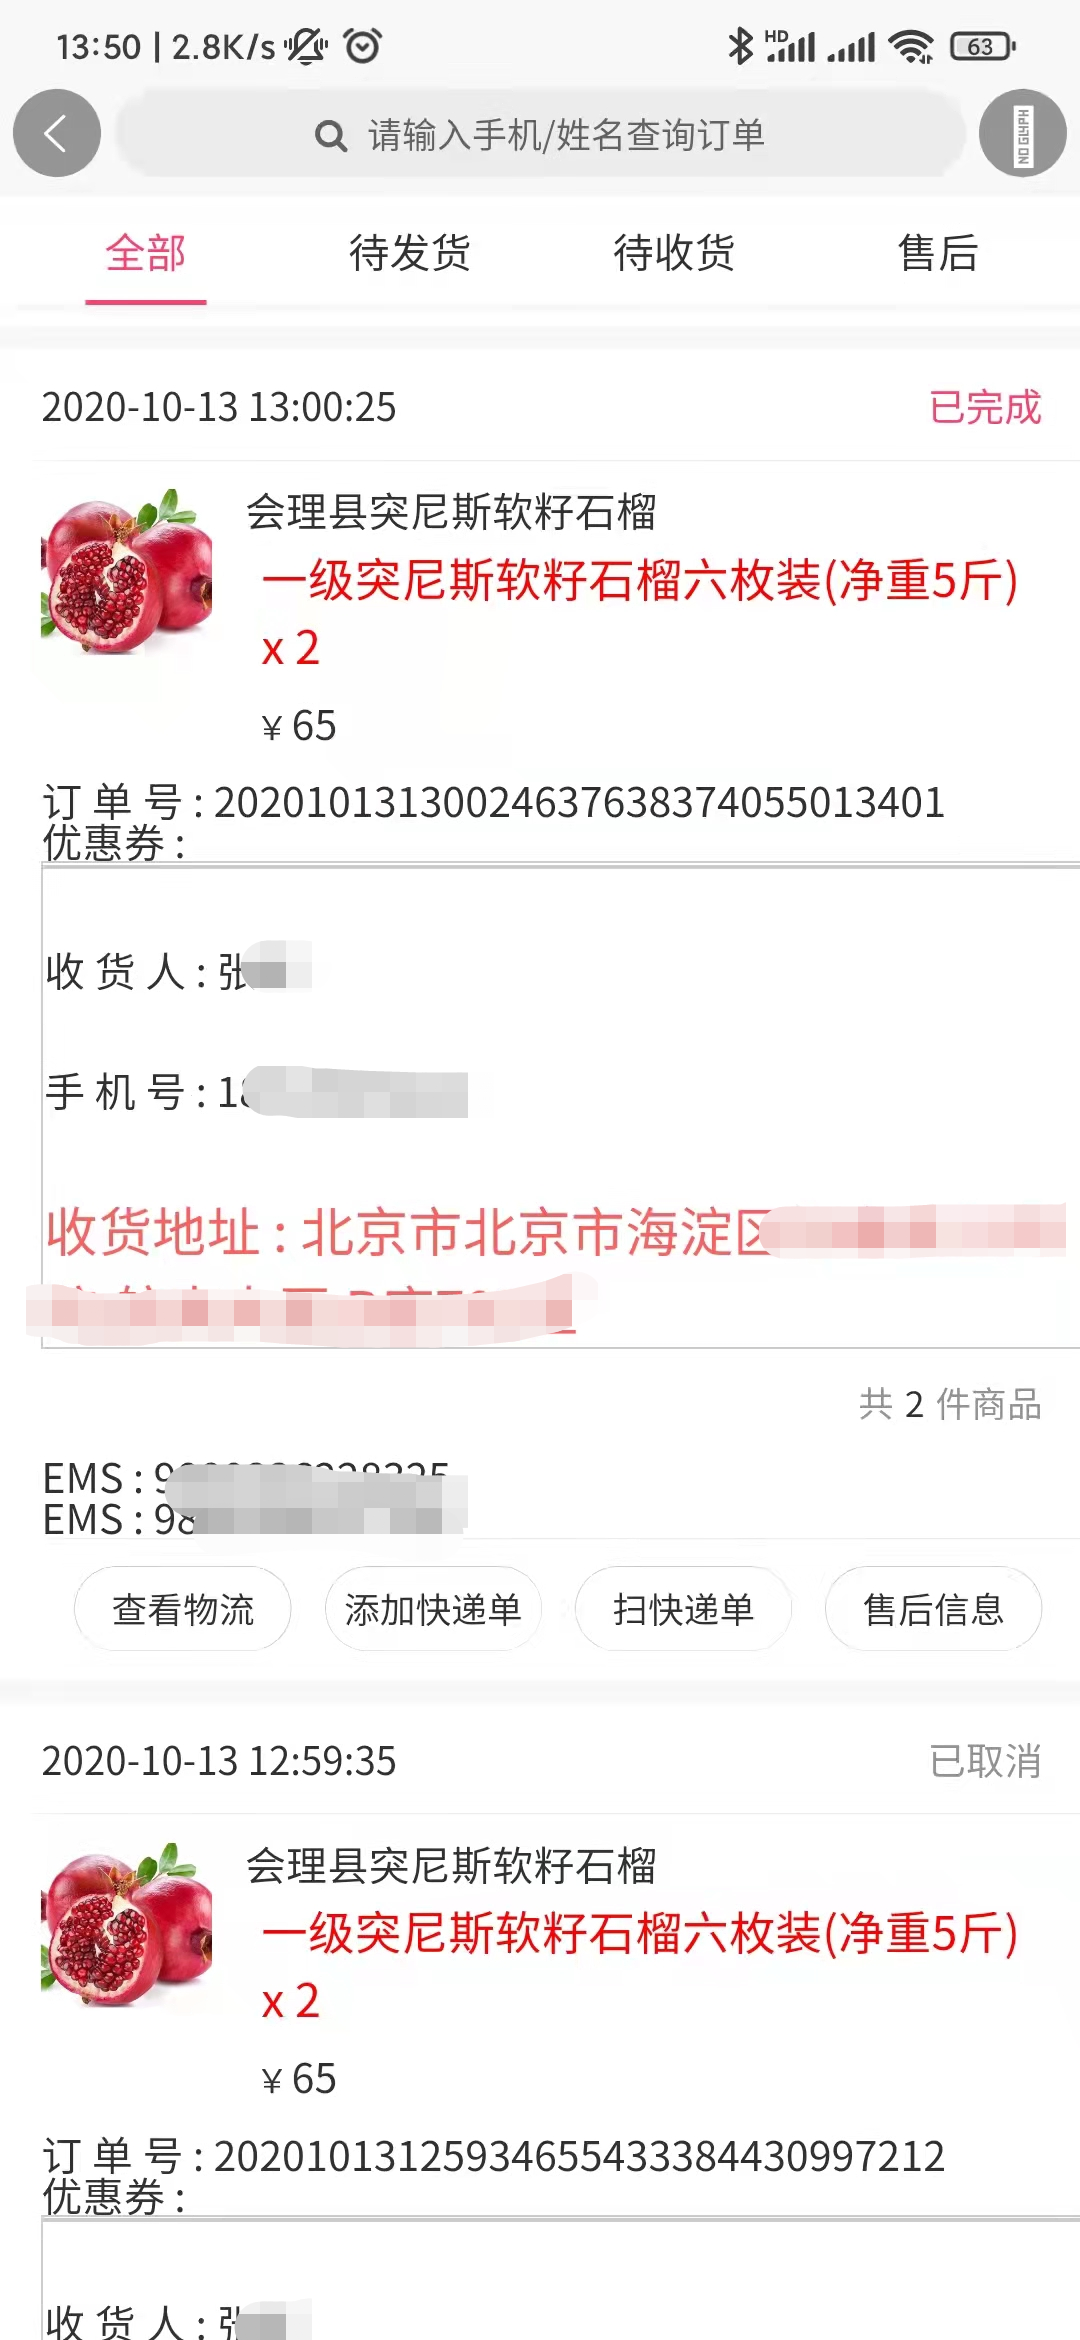 13:50 | 2.8K/s HD 63
请输入手机/姓名查询订单
NO GISHPH
全部 待发货 待收货 售后
2020-10-13 13:00:25 已完成
会理县突尼斯软籽石榴
一级突尼斯软籽石榴六枚装(净重5斤)
x 2
¥ 65
订 单 号 : 20201013130024637638374055013401
优惠券 :
收 货 人 : 张
手 机 号 : 18
收货地址 : 北京市北京市海淀区
共 2 件商品
EMS : 9
EMS : 98
查看物流 添加快递单 扫快递单 售后信息
2020-10-13 12:59:35 已取消
会理县突尼斯软籽石榴
一级突尼斯软籽石榴六枚装(净重5斤)
x 2
¥ 65
订 单 号 : 20201013125934655433384430997212
优惠券 :
收 货 人 : 张